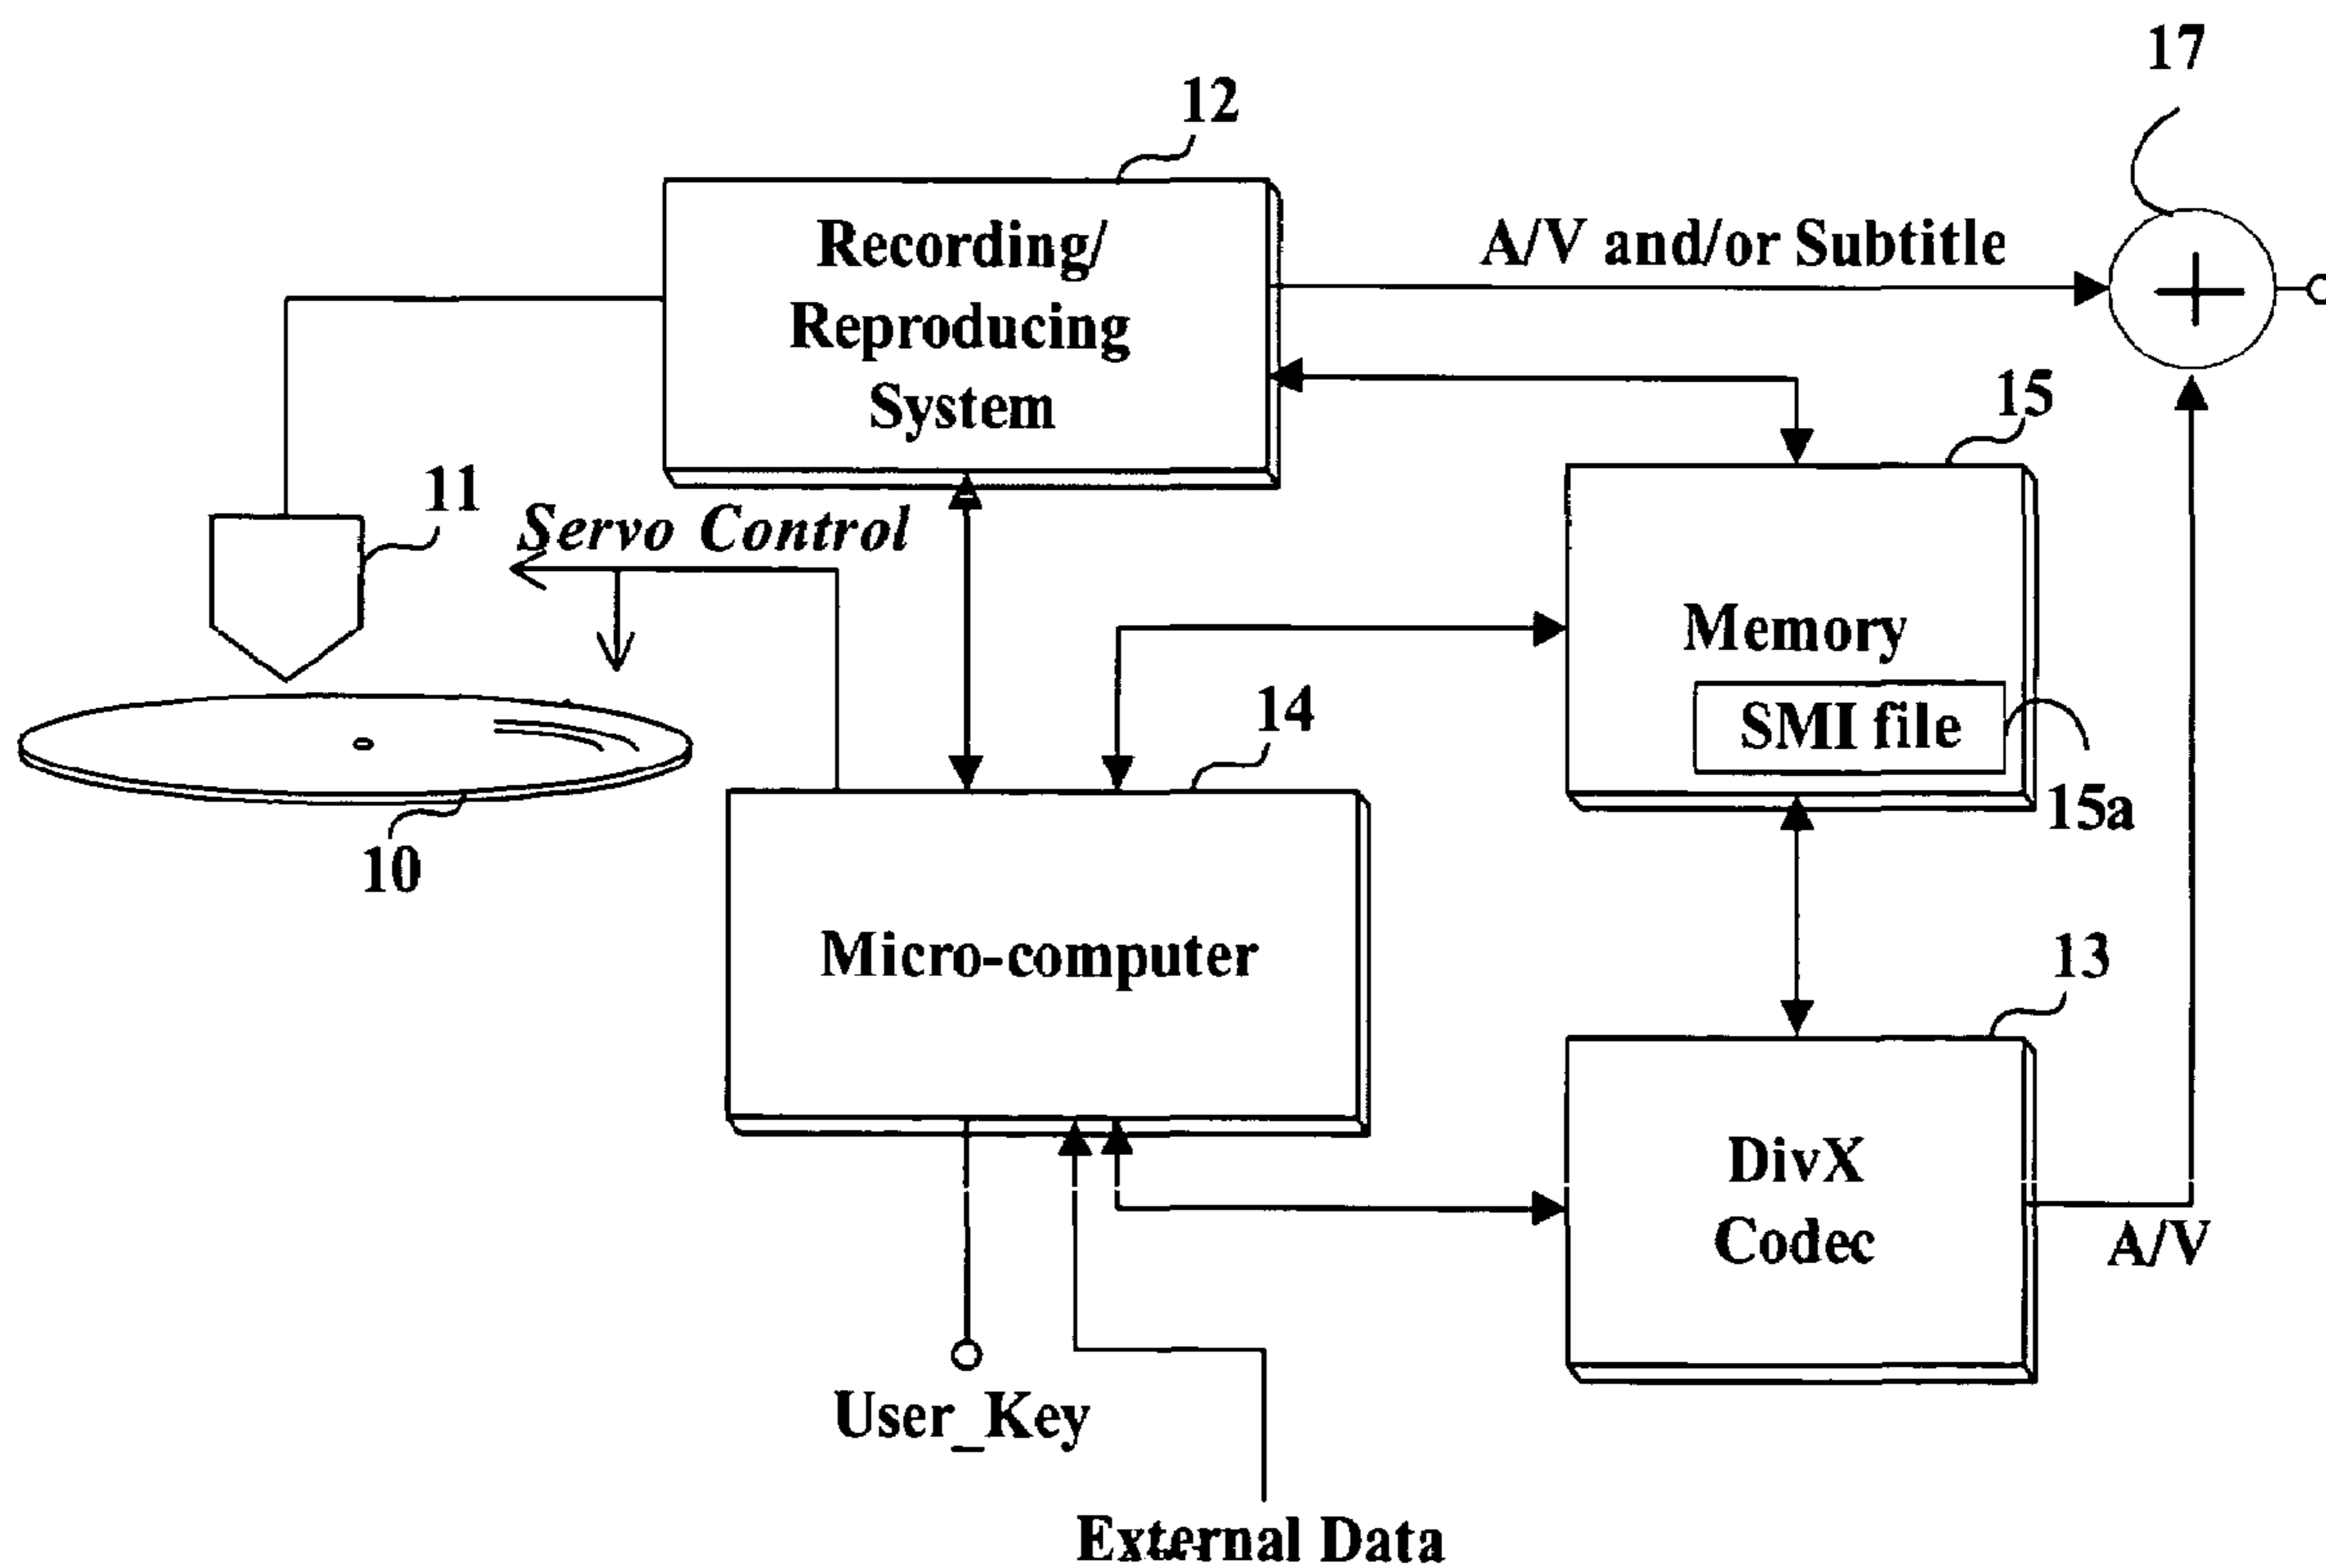 17
12
Recording/
Reproducing
System
A/V and/or Subtitle
15
11
Servo Control
Memory
SMI file
14
15a
10
Micro-computer
13
DivX
Codec
A/V
User_Key
External Data